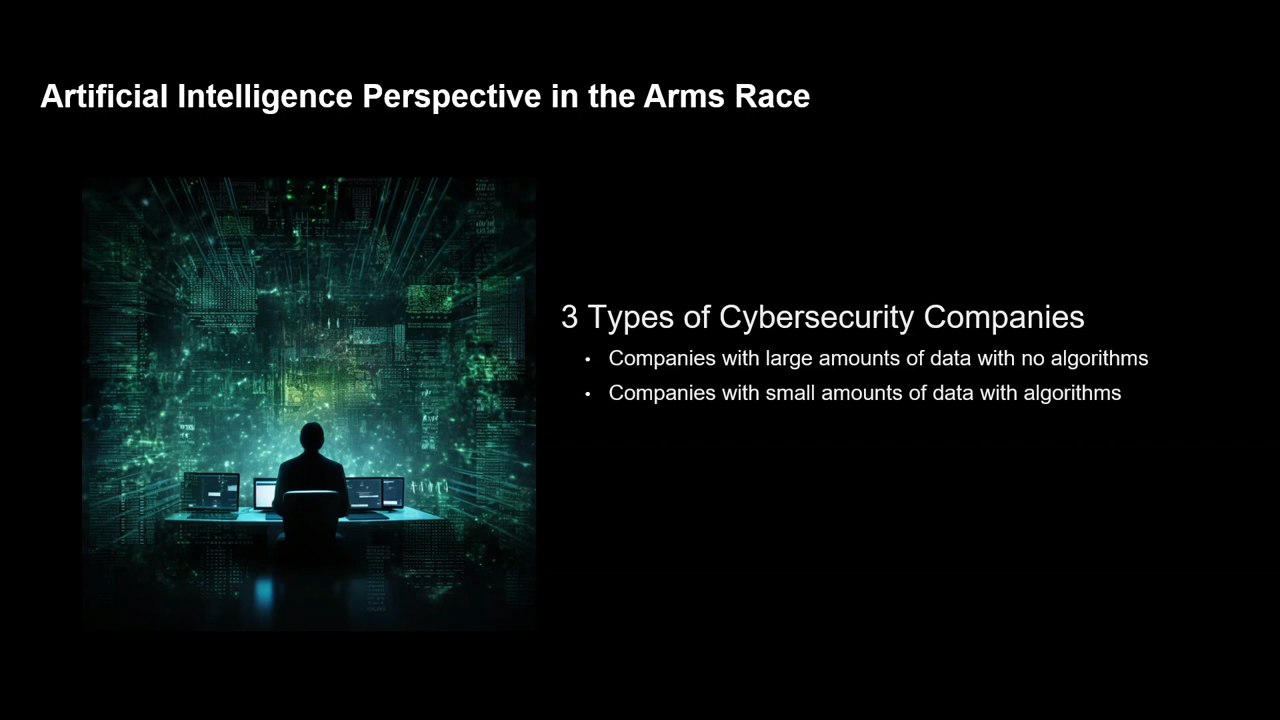 Artificial Intelligence Perspective in the Arms Race
3 Types of Cybersecurity Companies
• Companies with large amounts of data with no algorithms
• Companies with small amounts of data with algorithms